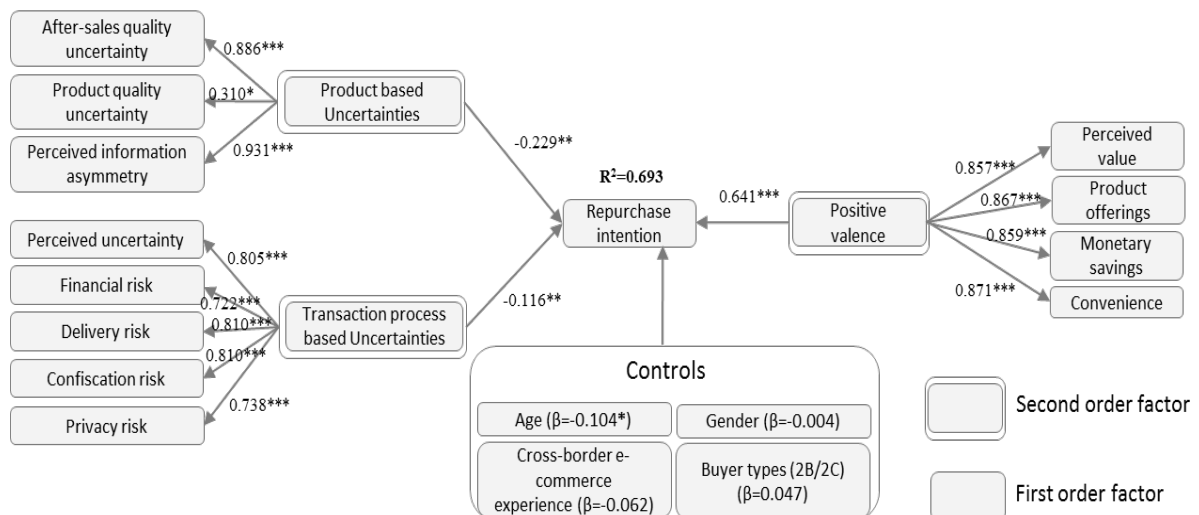 After-sales quality
uncertainty
0.886***
Product quality
uncertainty
0.310*
Perceived information
asymmetry
0.931***
Product based
Uncertainties
-0.229**
Perceived uncertainty
0.805***
Financial risk
0.722***
Delivery risk
0.810***
Confiscation risk
0.810***
Privacy risk
0.738***
Transaction process
based Uncertainties
-0.116**
R²=0.693
Repurchase
intention
0.641***
Positive
valence
0.857***
Perceived
value
0.867***
Product
offerings
0.859***
Monetary
savings
0.871***
Convenience
Controls
Age (β=-0.104*)
Gender (β=-0.004)
Cross-border e-
commerce
experience (β=-0.062)
Buyer types (2B/2C)
(β=0.047)
Second order factor
First order factor